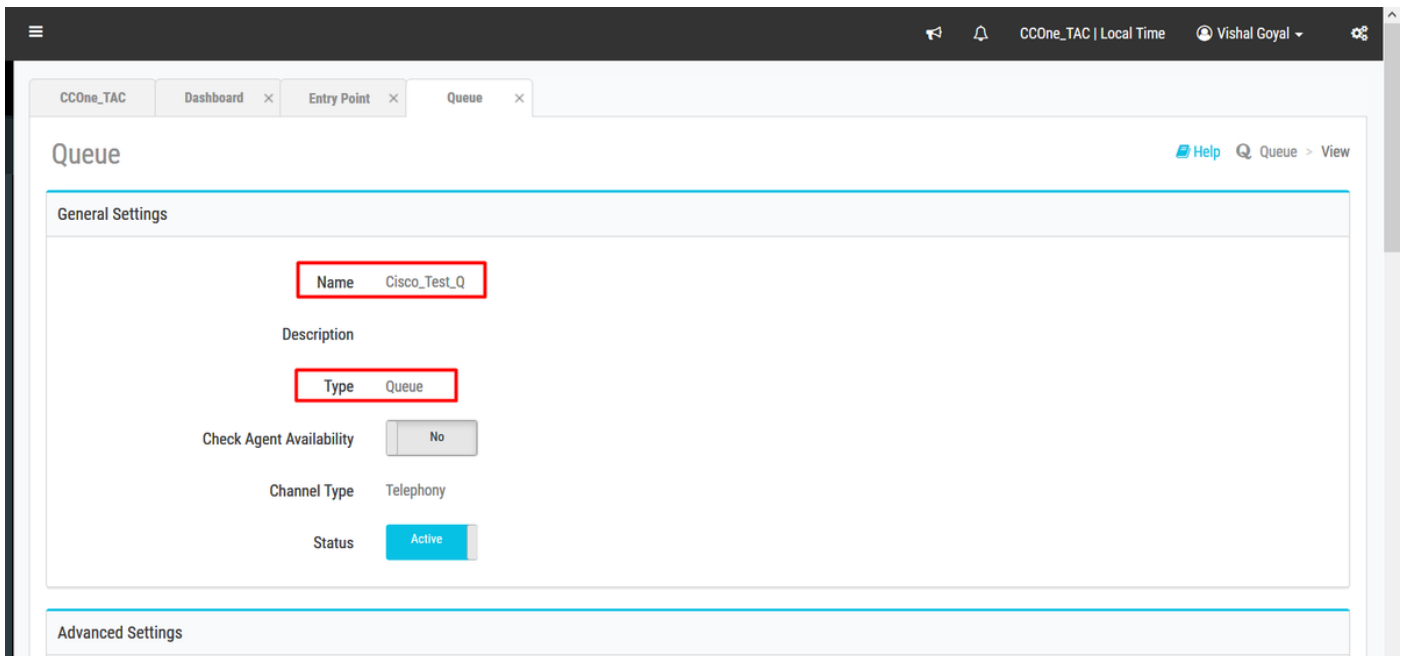 CCOne_TAC | Local Time Vishal Goyal
CCOne_TAC Dashboard × Entry Point × Queue ×
Queue
Help Q Queue > View
General Settings
Name Cisco_Test_Q
Description
Type Queue
Check Agent Availability No
Channel Type Telephony
Status Active
Advanced Settings